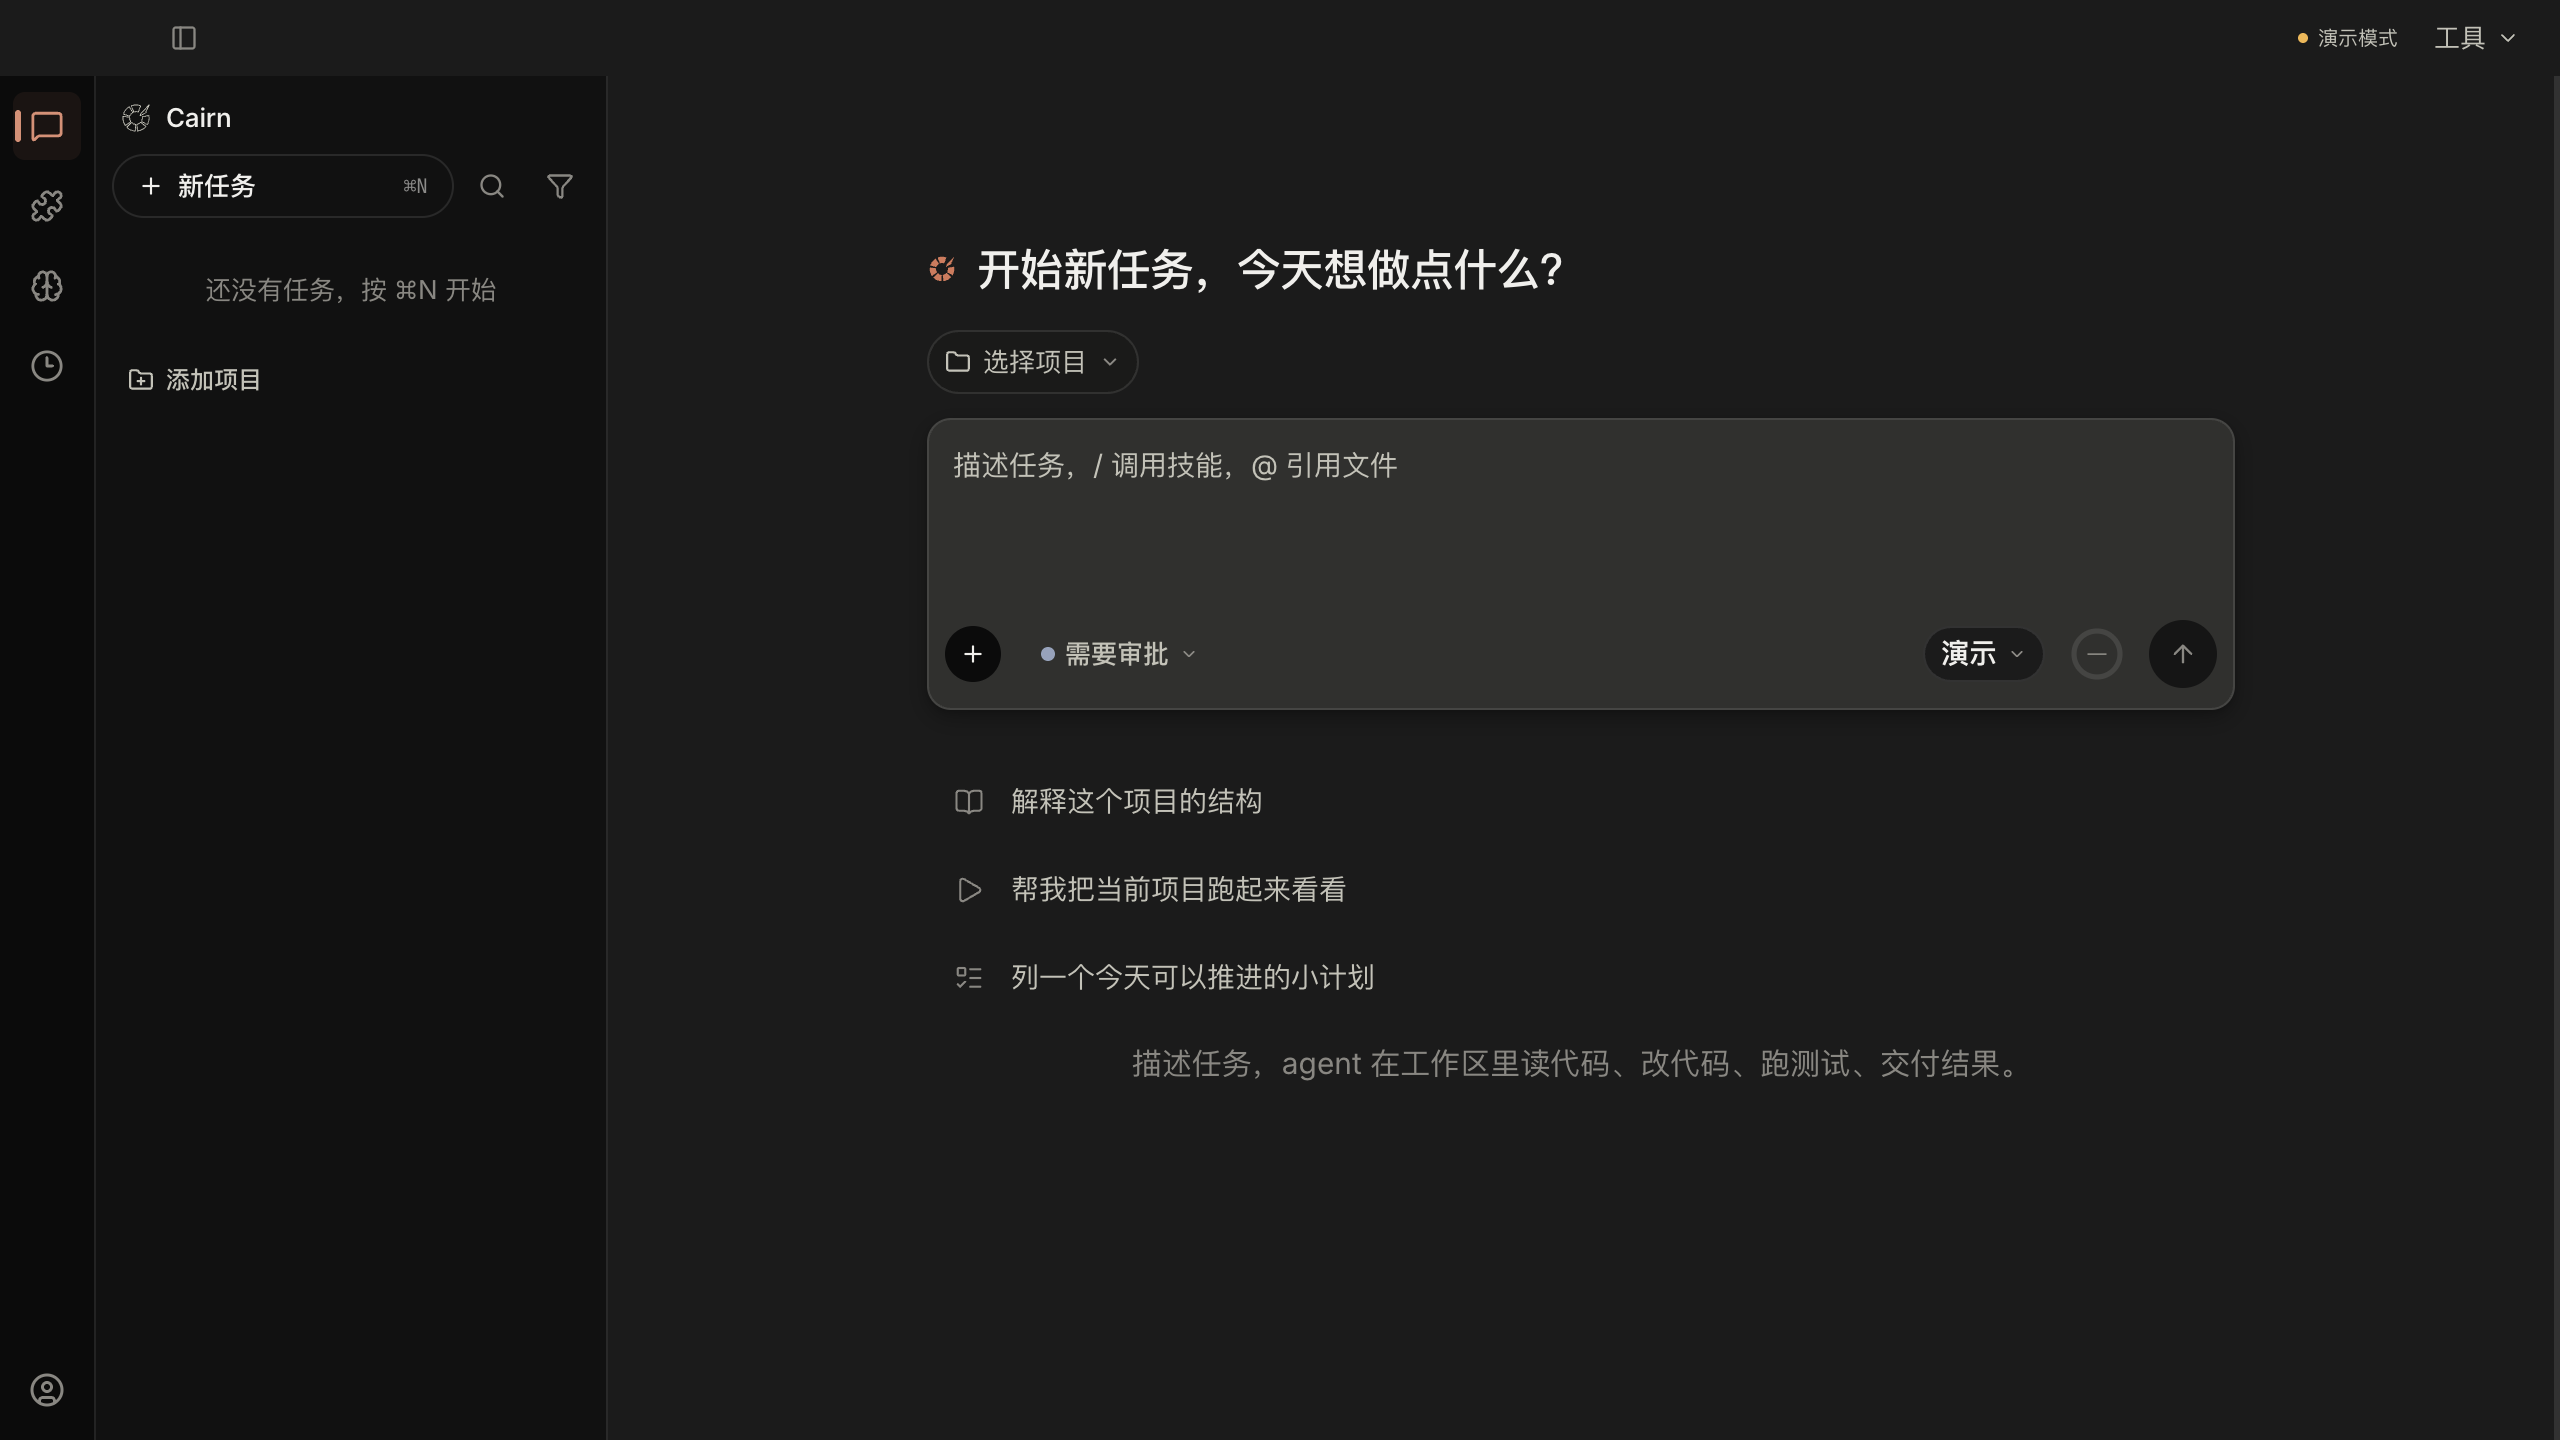 演示模式
工具
Cairn
新任务 ⌘N
还没有任务，按 ⌘N 开始
添加项目
开始新任务，今天想做点什么?
选择项目
描述任务，/ 调用技能，@ 引用文件
需要审批
演示
解释这个项目的结构
帮我把当前项目跑起来看看
列一个今天可以推进的小计划
描述任务，agent 在工作区里读代码、改代码、跑测试、交付结果。